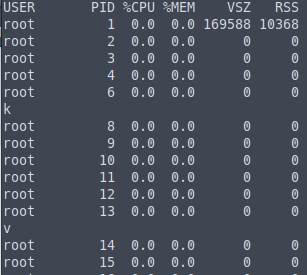 USER PID %CPU %MEM VSZ RSS
root 1 0.0 0.0 169588 10368
root 2 0.0 0.0 0 0
root 3 0.0 0.0 0 0
root 4 0.0 0.0 0 0
root 6 0.0 0.0 0 0
k
root 8 0.0 0.0 0 0
root 9 0.0 0.0 0 0
root 10 0.0 0.0 0 0
root 11 0.0 0.0 0 0
root 12 0.0 0.0 0 0
root 13 0.0 0.0 0 0
v
root 14 0.0 0.0 0 0
root 15 0.0 0.0 0 0